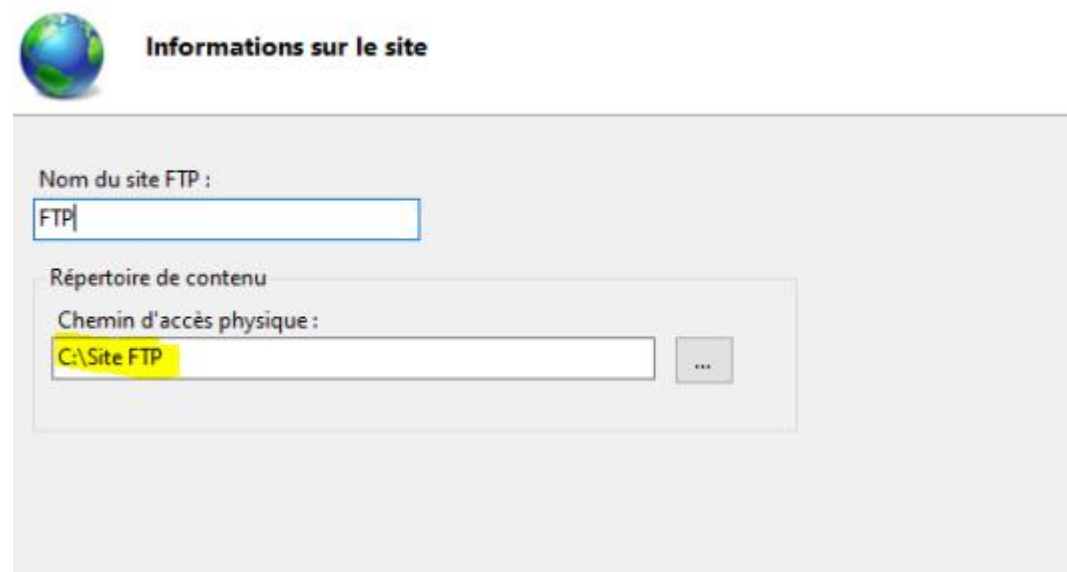 Informations sur le site
Nom du site FTP :
FTP
Répertoire de contenu
Chemin d'accès physique :
C:\Site FTP
...